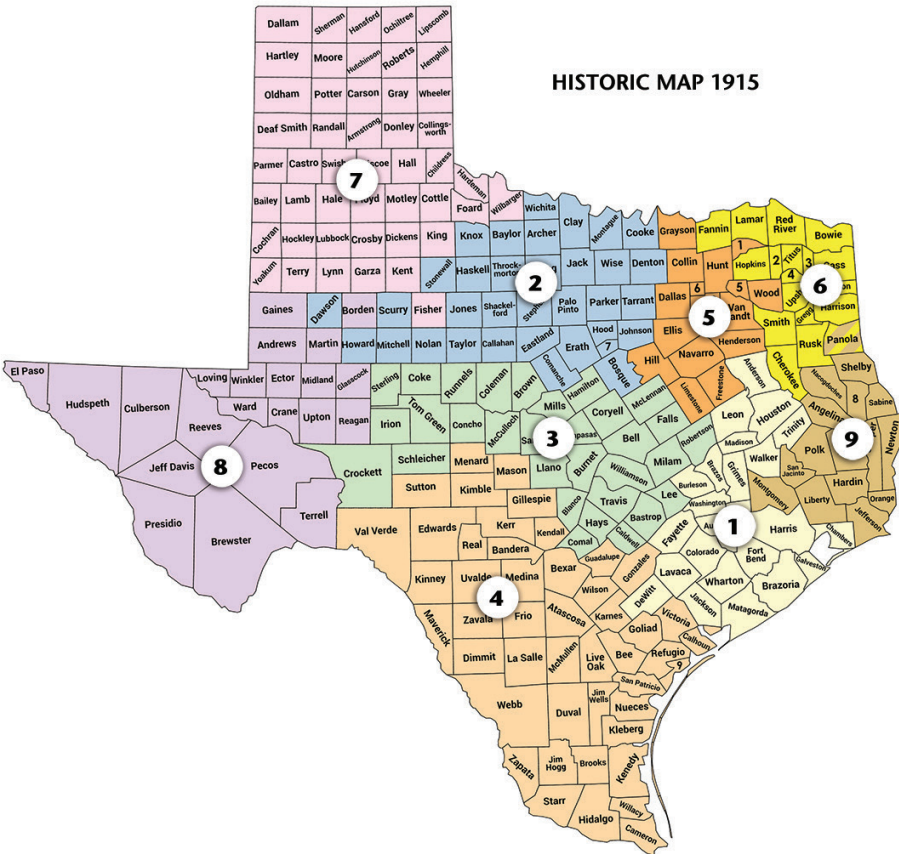 HISTORIC MAP 1915
Dallam
Sherman
Hansford
Ochiltree
Lipscomb
Hartley
Moore
Hutchinson
Roberts
Hemphill
Oldham
Potter
Carson
Gray
Wheeler
Deaf Smith
Randall
Armstrong
Donley
Collings-
worth
Parmer
Castro
Hall
Childress
7
Bailey
Lamb
Hale
Motley
Cottle
Hardeman
Foard
Wilbarger
Wichita
Clay
Montague
Cooke
Grayson
Fannin
Lamar
Red
River
Bowie
Cochran
Hockley
Lubbock
Crosby
Dickens
King
Knox
Baylor
Archer
Jack
Wise
Denton
Collin
Hunt
1
Hopkins
2
Titus
3
4
6
Yoakum
Terry
Lynn
Garza
Kent
Stonewall
Haskell
2
Dallas
6
5
Wood
Harrison
Gaines
Dawson
Borden
Scurry
Fisher
Jones
Shackel-
ford
Palo
Pinto
Parker
Tarrant
5
Smith
Gregg
Andrews
Martin
Howard
Mitchell
Nolan
Taylor
Callahan
Eastland
Erath
Hood
7
Johnson
Ellis
Henderson
Rusk
Panola
Hill
Navarro
Cherokee
Shelby
El Paso
Hudspeth
Culberson
Loving
Winkler
Ector
Midland
Glasscock
Sterling
Coke
Runnels
Coleman
Brown
Comanche
Hamilton
Bosque
McLennan
Limestone
Freestone
Anderson
Nacogdoches
8
Sabine
Reeves
Ward
Crane
Upton
Reagan
Irion
Tom Green
Concho
McCulloch
Mills
3
Coryell
Falls
Leon
Houston
Trinity
9
Newton
Jeff Davis
8
Pecos
Crockett
Schleicher
Menard
Mason
Llano
Burnet
Bell
Milam
Robertson
Madison
Walker
San
Jacinto
Polk
Hardin
Presidio
Brewster
Terrell
Sutton
Kimble
Gillespie
Blanco
Williamson
Travis
Lee
Burleson
Brazos
Grimes
Washington
Montgomery
Liberty
Orange
Jefferson
Val Verde
Edwards
Kerr
Real
Bandera
Kendall
Hays
Comal
Caldwell
Bastrop
Fayette
1
Harris
Chambers
Galveston
Kinney
Uvalde
Medina
Bexar
Guadalupe
Gonzales
Lavaca
Colorado
Fort
Bend
Wharton
Brazoria
4
Maverick
Zavala
Frio
Atascosa
Wilson
Karnes
DeWitt
Jackson
Matagorda
Dimmit
La Salle
McMullen
Live
Oak
Bee
Goliad
Victoria
Calhoun
Refugio
9
San Patricio
Webb
Duval
Jim
Wells
Nueces
Kleberg
Zapata
Jim
Hogg
Brooks
Kenedy
Starr
Hidalgo
Willacy
Cameron